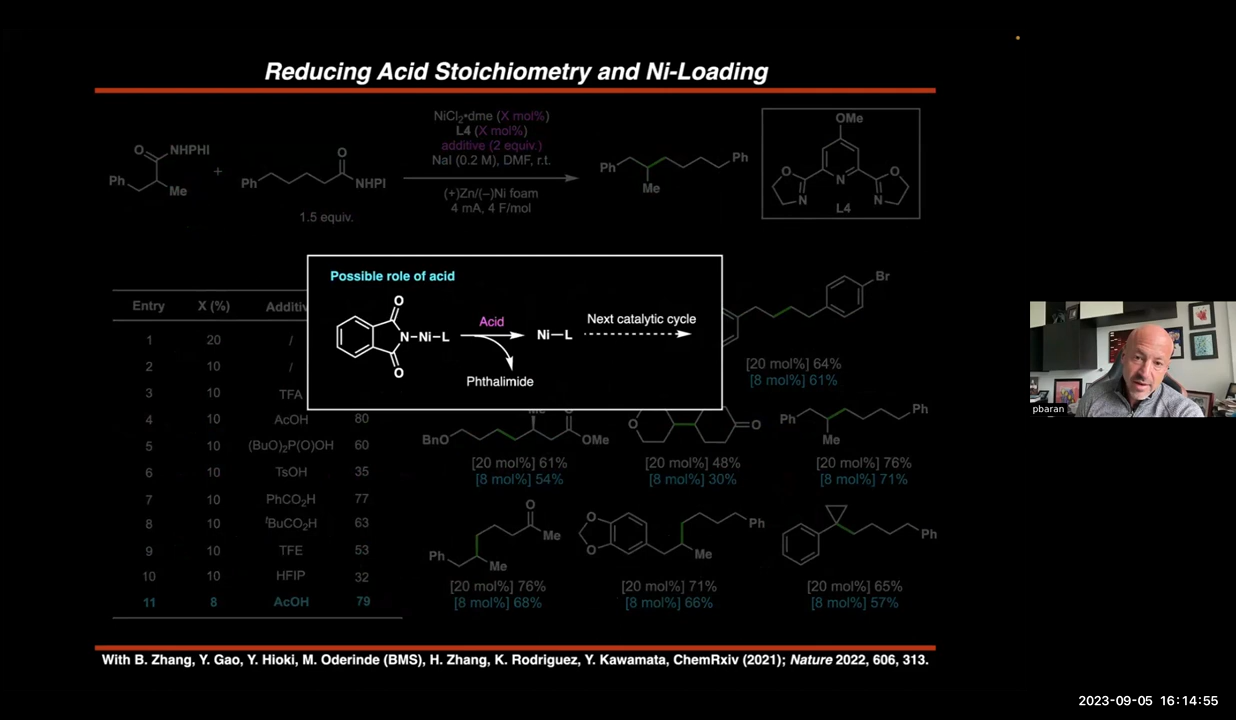 Reducing Acid Stoichiometry and Ni-Loading
O
NHPHI
Ph
Me
+
Ph
O
NHPI
1.5 equiv.
NiCl₂•dme (X mol%)
L4 (X mol%)
additive (2 equiv.)
NaI (0.2 M), DMF, r.t.
(+)Zn/(–)Ni foam
4 mA, 4 F/mol
Ph
Me
Ph
OMe
O
N
N
O
N
L4
Entry X (%) Additiv
1 20 /
2 10 /
3 10 TFA
4 10 AcOH 80
5 10 (BuO)₂P(O)OH 60
6 10 TsOH 35
7 10 PhCO₂H 77
8 10 ᵗBuCO₂H 63
9 10 TFE 53
10 10 HFIP 32
11 8 AcOH 79
Possible role of acid
O
N–Ni–L
O
Acid
Phthalimide
Ni—L
Next catalytic cycle
Br
[20 mol%] 64%
[8 mol%] 61%
BnO
Me
O
OMe
[20 mol%] 61%
[8 mol%] 54%
O
O
[20 mol%] 48%
[8 mol%] 30%
Ph
Me
Ph
[20 mol%] 76%
[8 mol%] 71%
Ph
Me
O
Me
[20 mol%] 76%
[8 mol%] 68%
O
O
Me
Ph
[20 mol%] 71%
[8 mol%] 66%
Ph
[20 mol%] 65%
[8 mol%] 57%
With B. Zhang, Y. Gao, Y. Hioki, M. Oderinde (BMS), H. Zhang, K. Rodriguez, Y. Kawamata, ChemRxiv (2021); Nature 2022, 606, 313.
pbaran
2023-09-05 16:14:55